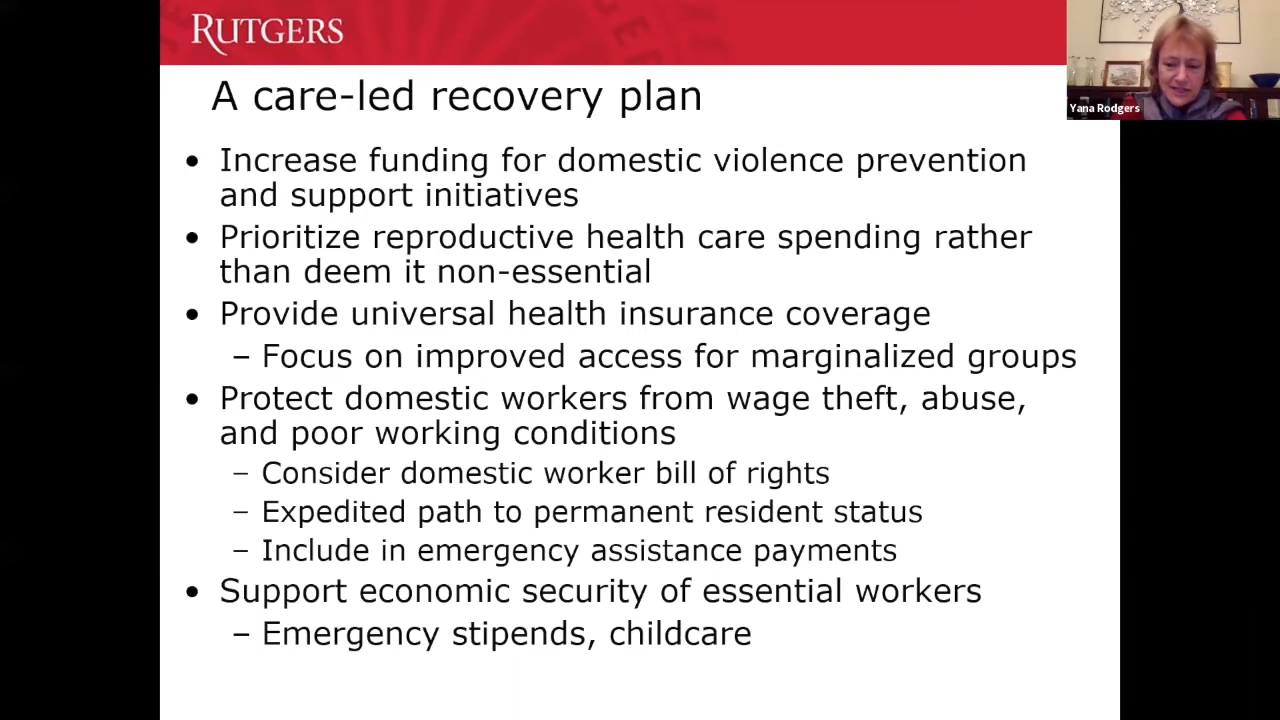 RUTGERS
Yana Rodgers
A care-led recovery plan
• Increase funding for domestic violence prevention
and support initiatives
• Prioritize reproductive health care spending rather
than deem it non-essential
• Provide universal health insurance coverage
– Focus on improved access for marginalized groups
• Protect domestic workers from wage theft, abuse,
and poor working conditions
– Consider domestic worker bill of rights
– Expedited path to permanent resident status
– Include in emergency assistance payments
• Support economic security of essential workers
– Emergency stipends, childcare